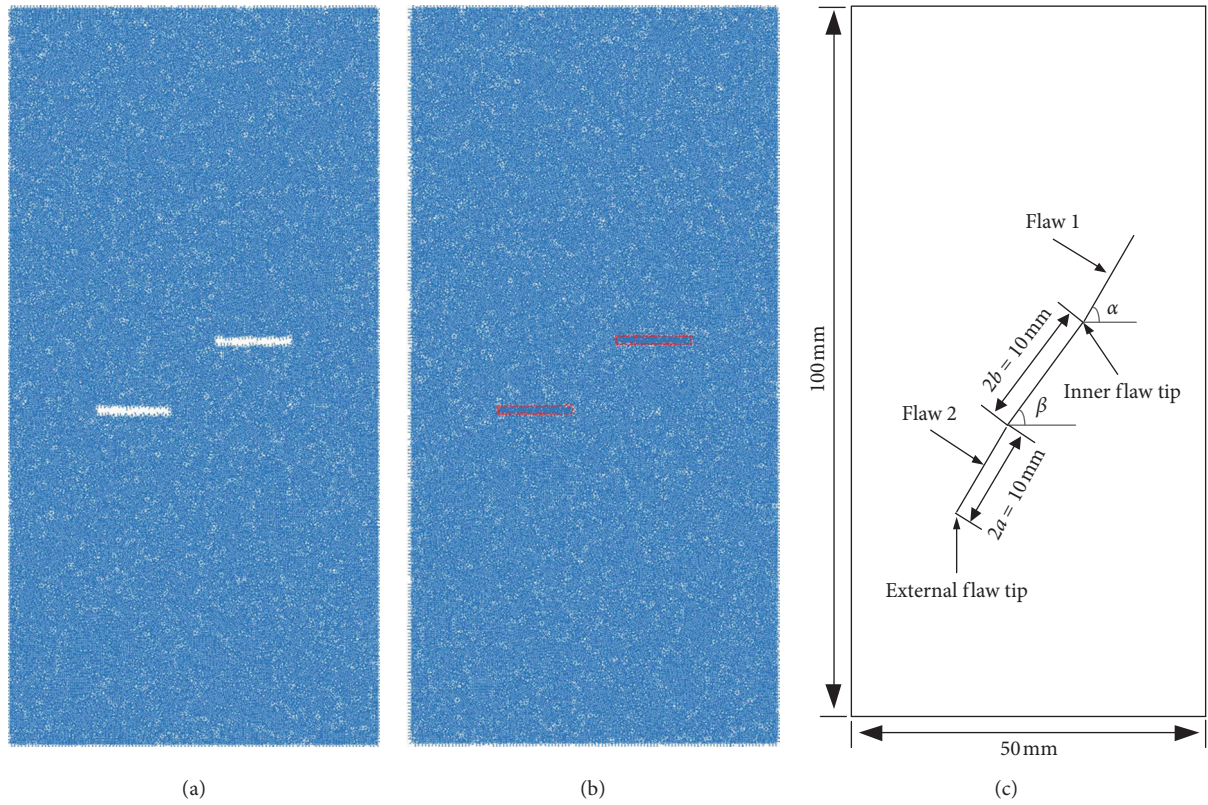 Flaw 1
α
100 mm
2b = 10 mm
Inner flaw tip
Flaw 2
β
2a = 10 mm
External flaw tip
50 mm
(a)
(b)
(c)